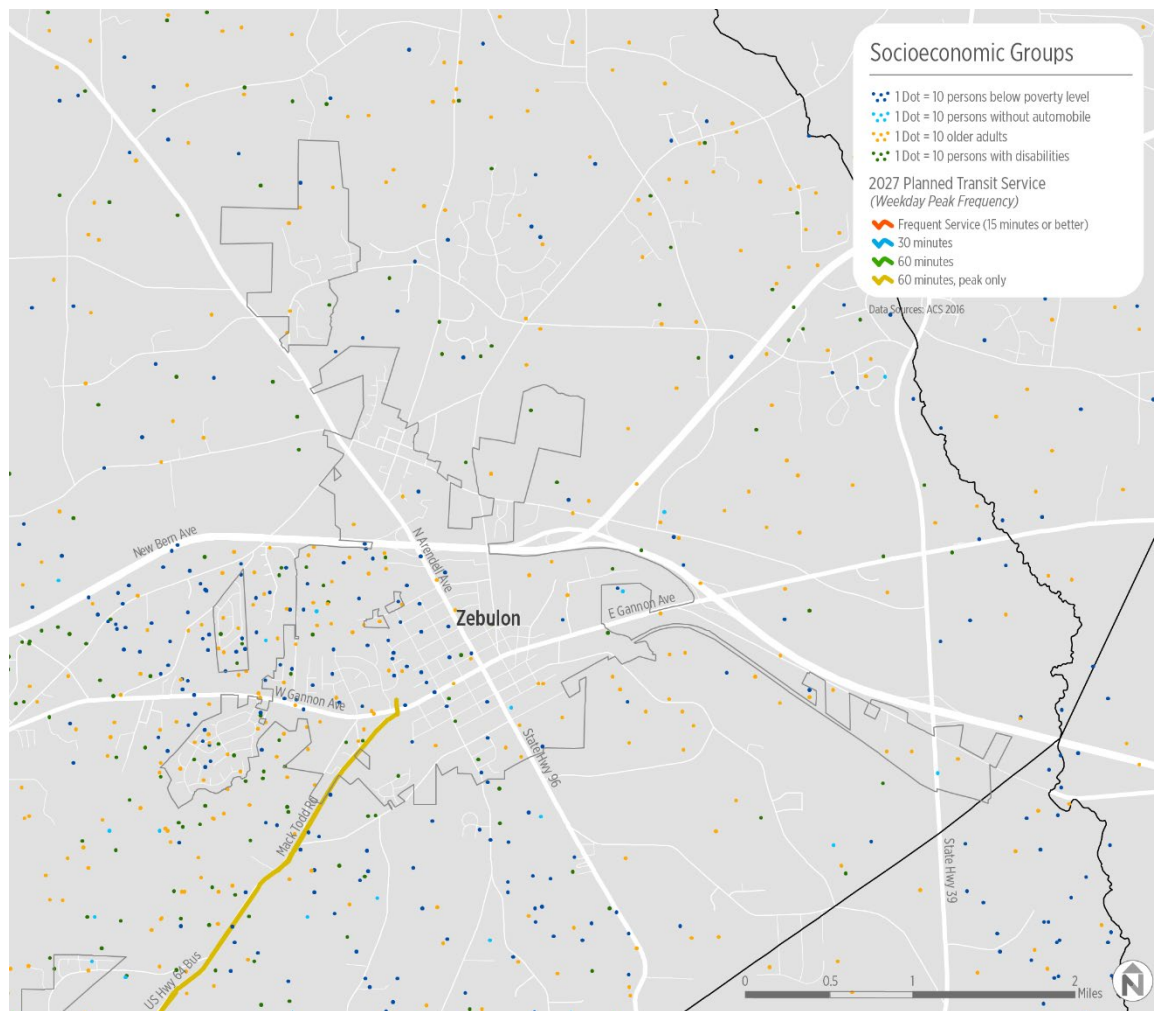 Socioeconomic Groups
1 Dot = 10 persons below poverty level
1 Dot = 10 persons without automobile
1 Dot = 10 older adults
1 Dot = 10 persons with disabilities
2027 Planned Transit Service
(Weekday Peak Frequency)
Frequent Service (15 minutes or better)
30 minutes
60 minutes
60 minutes, peak only
Data Sources: ACS 2016
New Bern Ave
N Arendell Ave
Zebulon
E Gannon Ave
W Gannon Ave
State Hwy 96
Mack Todd Rd
State Hwy 39
US Hwy 64 Bus
0 0.5 1 2
Miles
N